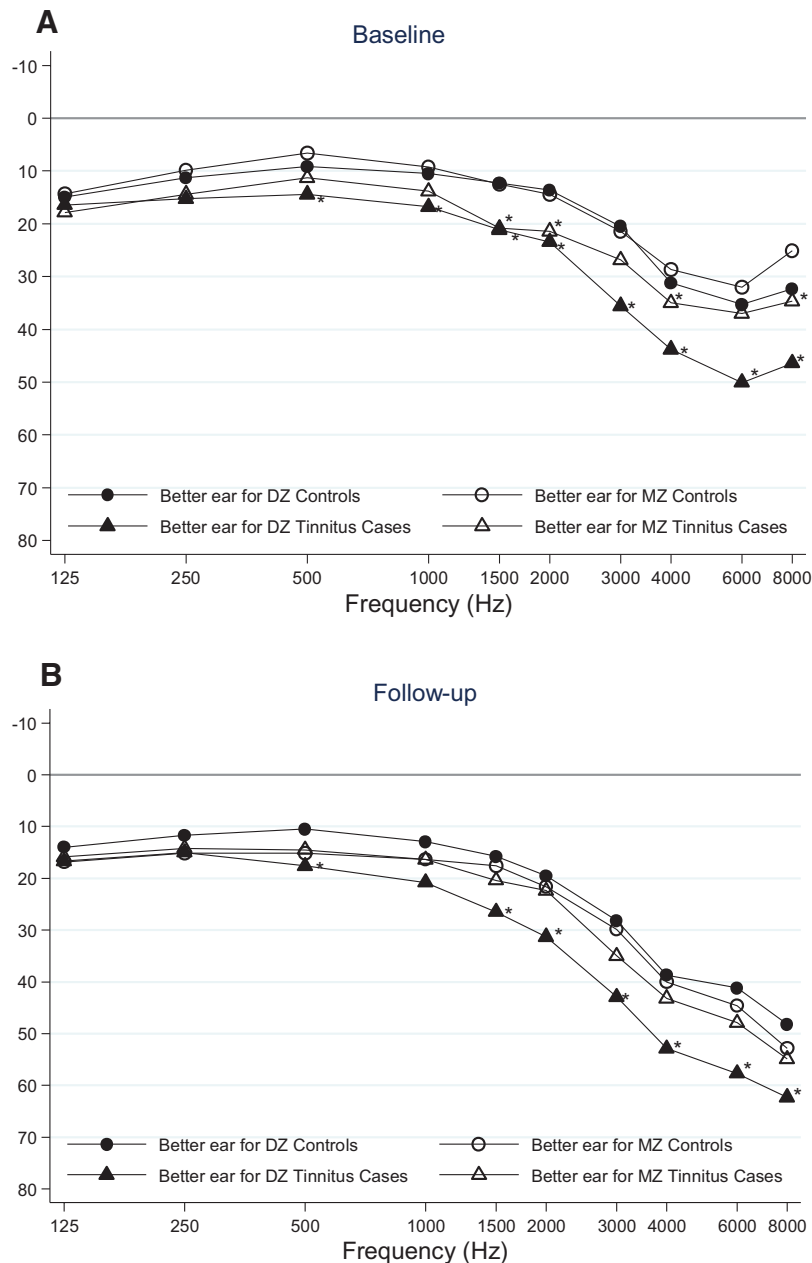 A
Baseline
-10
0
10
20
30
40
50
60
70
80
* * * * * * * * * * * * *
Better ear for DZ Controls Better ear for MZ Controls
Better ear for DZ Tinnitus Cases Better ear for MZ Tinnitus Cases
125 250 500 1000 1500 2000 3000 4000 6000 8000
Frequency (Hz)
B
Follow-up
-10
0
10
20
30
40
50
60
70
80
* * * * * * *
Better ear for DZ Controls Better ear for MZ Controls
Better ear for DZ Tinnitus Cases Better ear for MZ Tinnitus Cases
125 250 500 1000 1500 2000 3000 4000 6000 8000
Frequency (Hz)